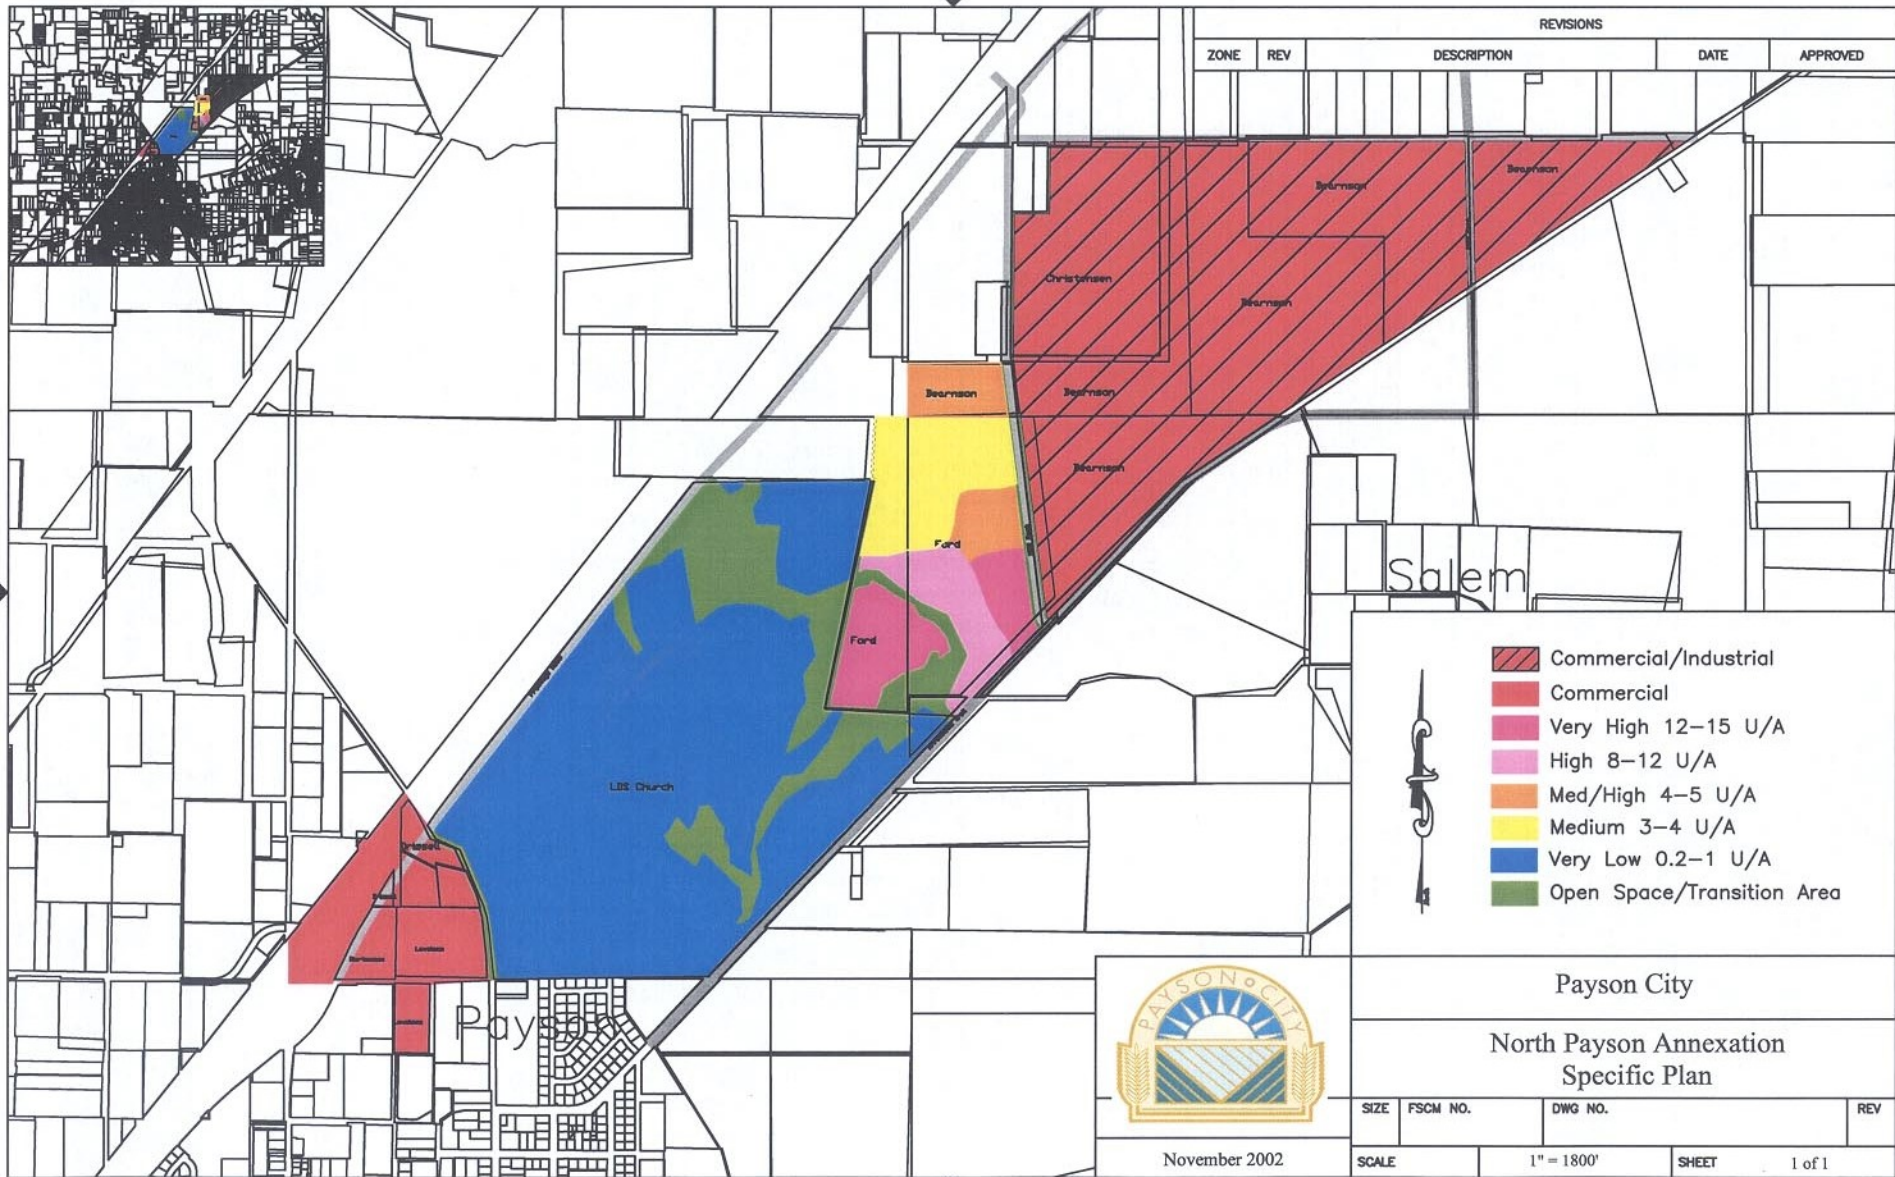 REVISIONS
ZONE REV DESCRIPTION DATE APPROVED
Bearnson
Bearnson
Christensen
Bearnson
Bearnson
Bearnson
Bearnson
Ford
Ford
LDS Church
Salem
Payson
Commercial/Industrial
Commercial
Very High 12-15 U/A
High 8-12 U/A
Med/High 4-5 U/A
Medium 3-4 U/A
Very Low 0.2-1 U/A
Open Space/Transition Area
PAYSON CITY
November 2002
Payson City
North Payson Annexation
Specific Plan
SIZE FSCM NO. DWG NO. REV
SCALE 1" = 1800' SHEET 1 of 1